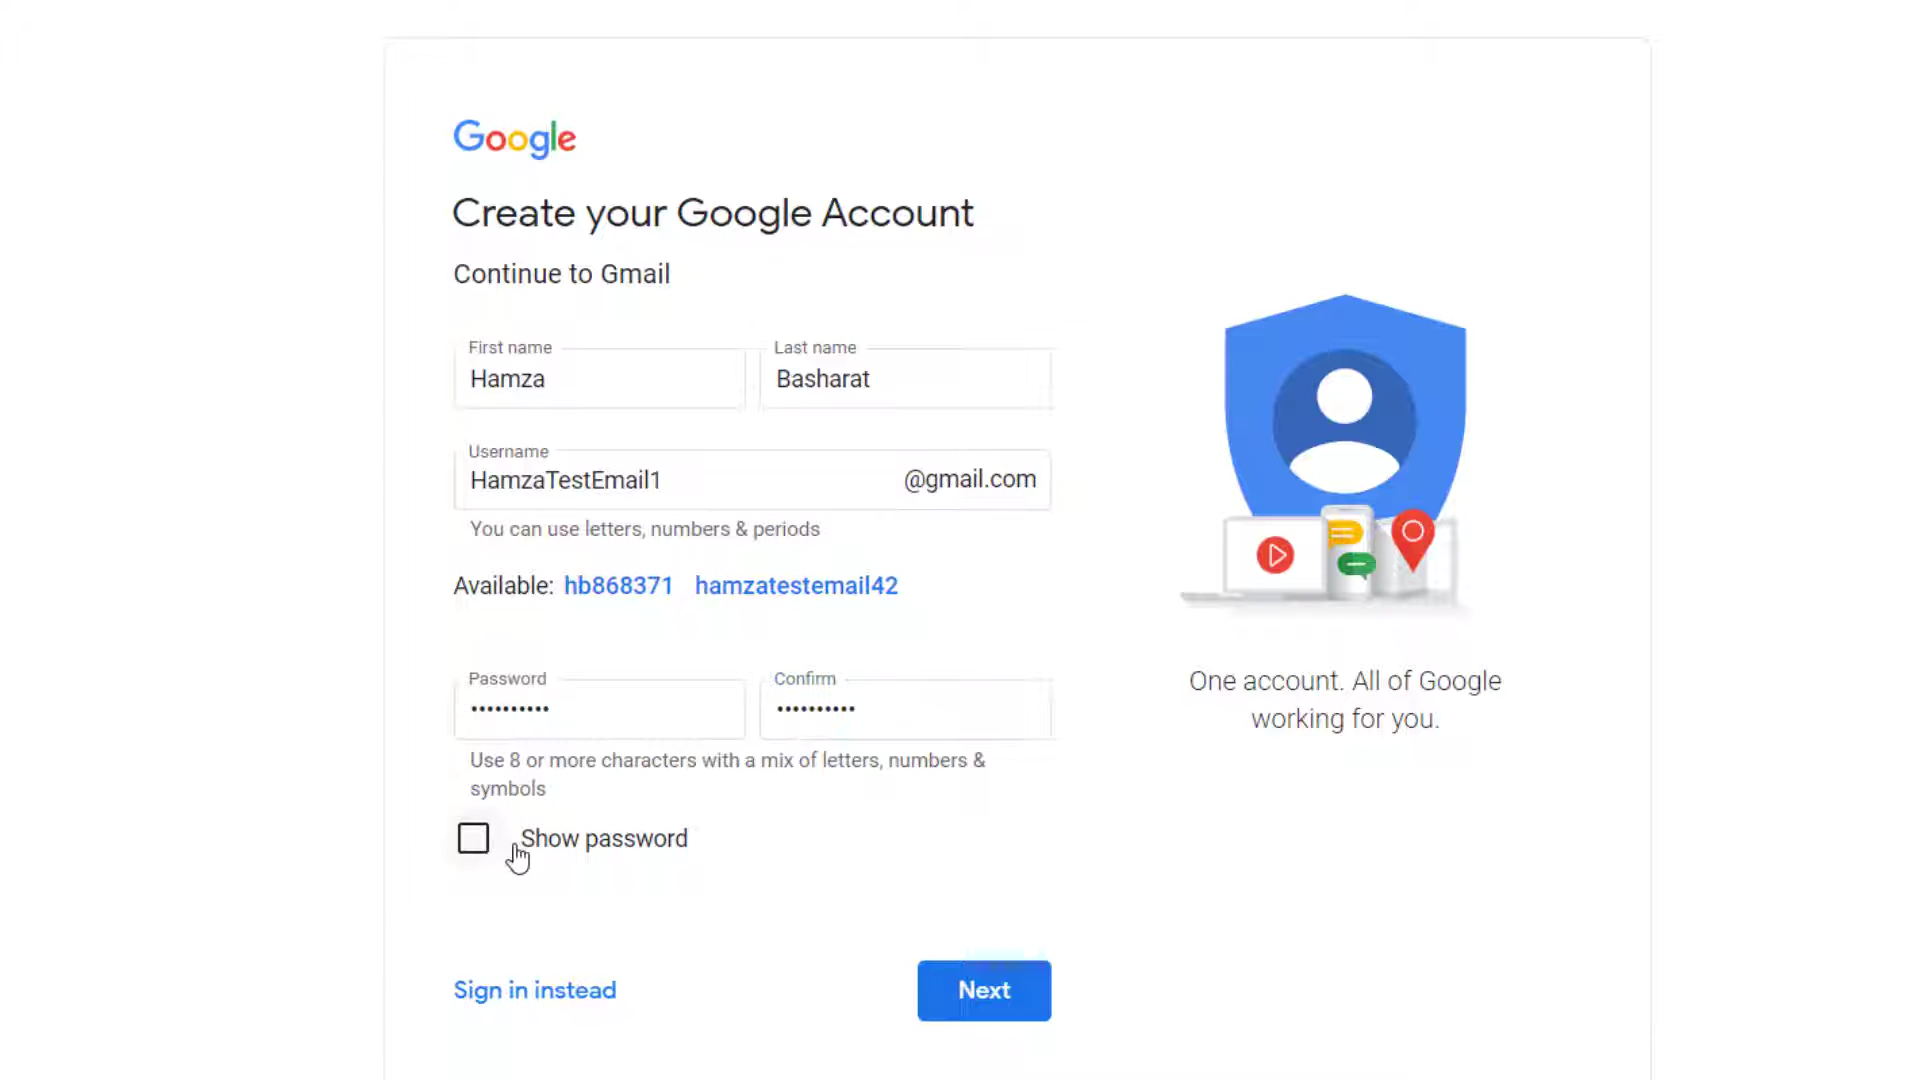 Google
Create your Google Account
Continue to Gmail
First name
Hamza
Last name
Basharat
Username
HamzaTestEmail1
@gmail.com
You can use letters, numbers & periods
Available: hb868371 hamzatestemail42
Password
••••••••••
Confirm
••••••••••
Use 8 or more characters with a mix of letters, numbers &
symbols
Show password
Sign in instead
Next
One account. All of Google
working for you.